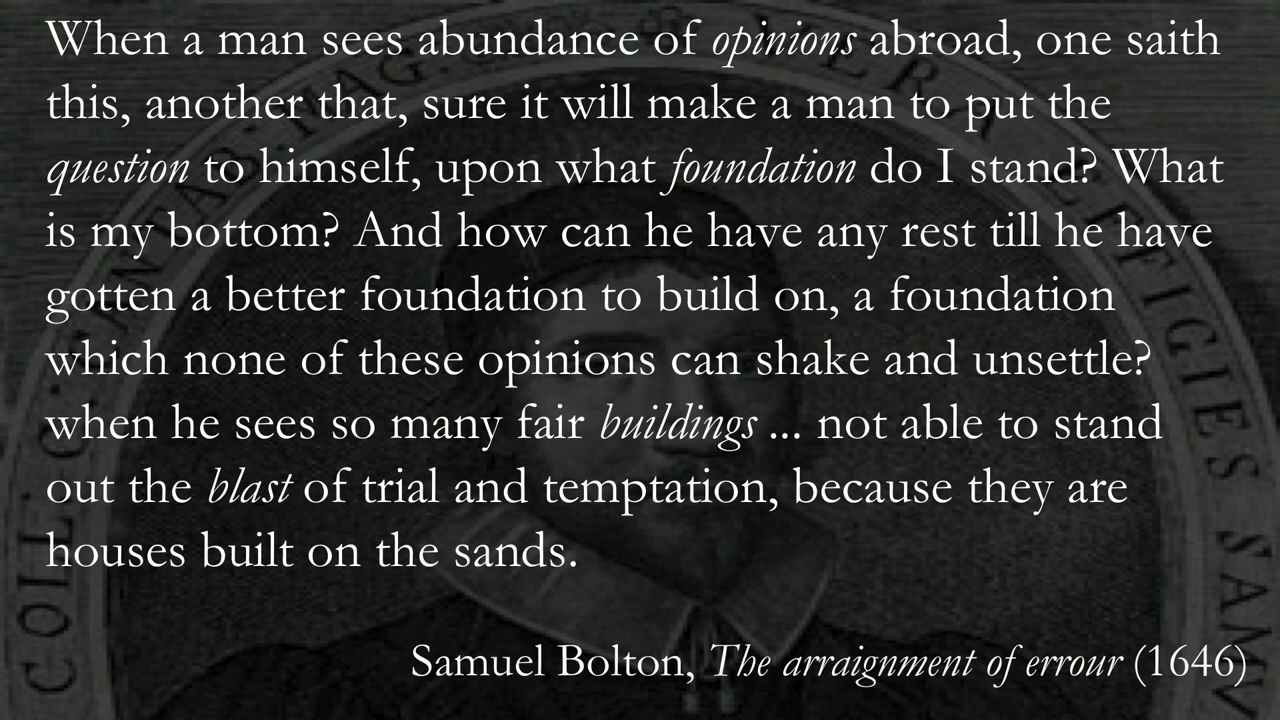 When a man sees abundance of opinions abroad, one saith
this, another that, sure it will make a man to put the
question to himself, upon what foundation do I stand? What
is my bottom? And how can he have any rest till he have
gotten a better foundation to build on, a foundation
which none of these opinions can shake and unsettle?
when he sees so many fair buildings ... not able to stand
out the blast of trial and temptation, because they are
houses built on the sands.
Samuel Bolton, The arraignment of errour (1646)
COLL
EFFIGIES SAMV